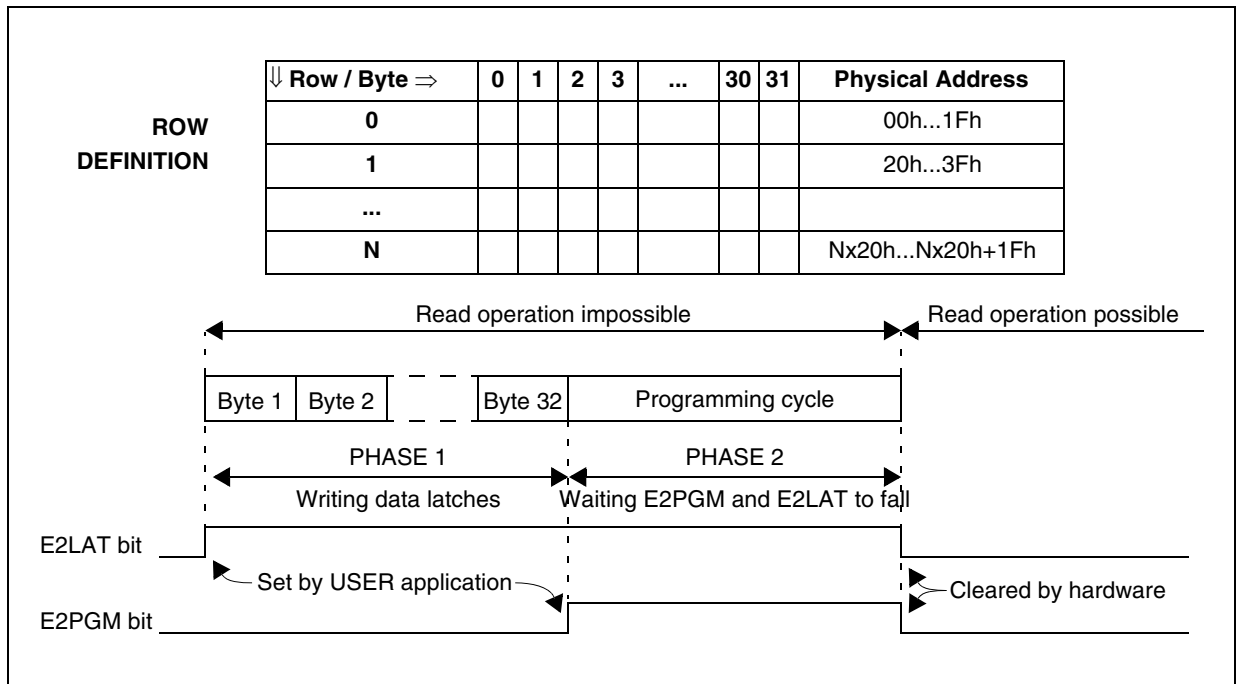 ⇓ Row / Byte ⇒ 0 1 2 3 ... 30 31 Physical Address
ROW DEFINITION
0 00h...1Fh
1 20h...3Fh
...
N Nx20h...Nx20h+1Fh
Read operation impossible Read operation possible
Byte 1 Byte 2 Byte 32 Programming cycle
PHASE 1 PHASE 2
Writing data latches Waiting E2PGM and E2LAT to fall
E2LAT bit
Set by USER application Cleared by hardware
E2PGM bit